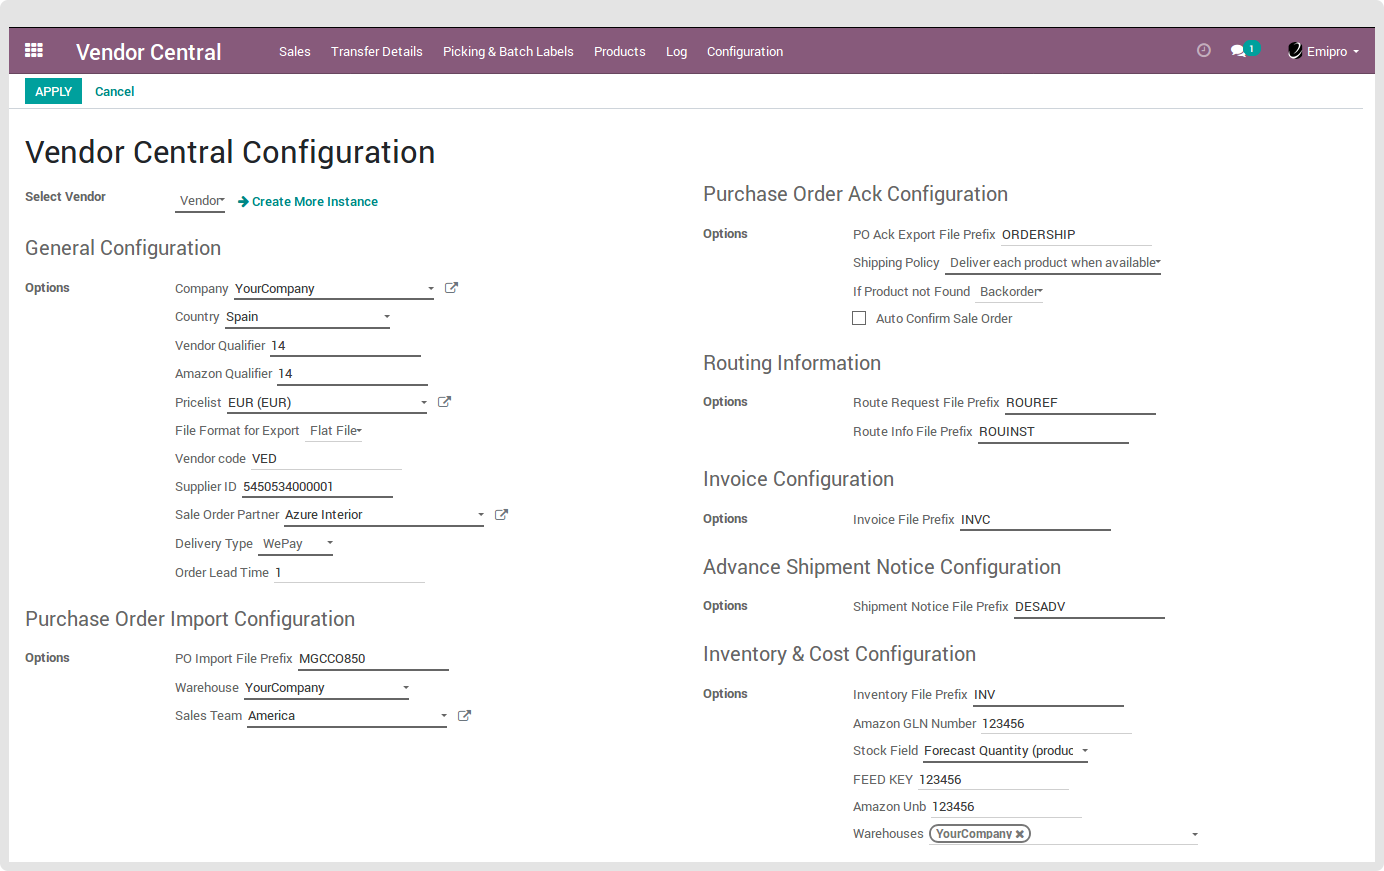 Vendor Central
Sales
Transfer Details
Picking & Batch Labels
Products
Log
Configuration
1
Emipro
APPLY
Cancel
Vendor Central Configuration
Select Vendor
Vendor
Create More Instance
General Configuration
Options
Company YourCompany
Country Spain
Vendor Qualifier 14
Amazon Qualifier 14
Pricelist EUR (EUR)
File Format for Export Flat File
Vendor code VED
Supplier ID 5450534000001
Sale Order Partner Azure Interior
Delivery Type WePay
Order Lead Time 1
Purchase Order Import Configuration
Options
PO Import File Prefix MGCCO850
Warehouse YourCompany
Sales Team America
Purchase Order Ack Configuration
Options
PO Ack Export File Prefix ORDERSHIP
Shipping Policy Deliver each product when available
If Product not Found Backorder
Auto Confirm Sale Order
Routing Information
Options
Route Request File Prefix ROUREF
Route Info File Prefix ROUINST
Invoice Configuration
Options
Invoice File Prefix INVC
Advance Shipment Notice Configuration
Options
Shipment Notice File Prefix DESADV
Inventory & Cost Configuration
Options
Inventory File Prefix INV
Amazon GLN Number 123456
Stock Field Forecast Quantity (produc
FEED KEY 123456
Amazon Unb 123456
Warehouses YourCompany